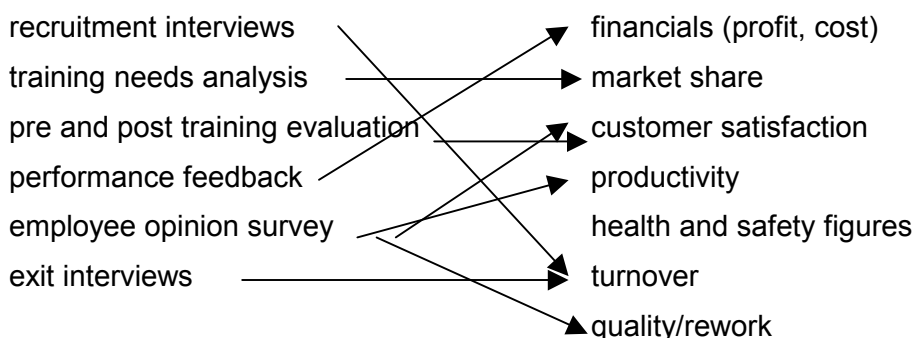 recruitment interviews
training needs analysis
pre and post training evaluation
performance feedback
employee opinion survey
exit interviews
financials (profit, cost)
market share
customer satisfaction
productivity
health and safety figures
turnover
quality/rework